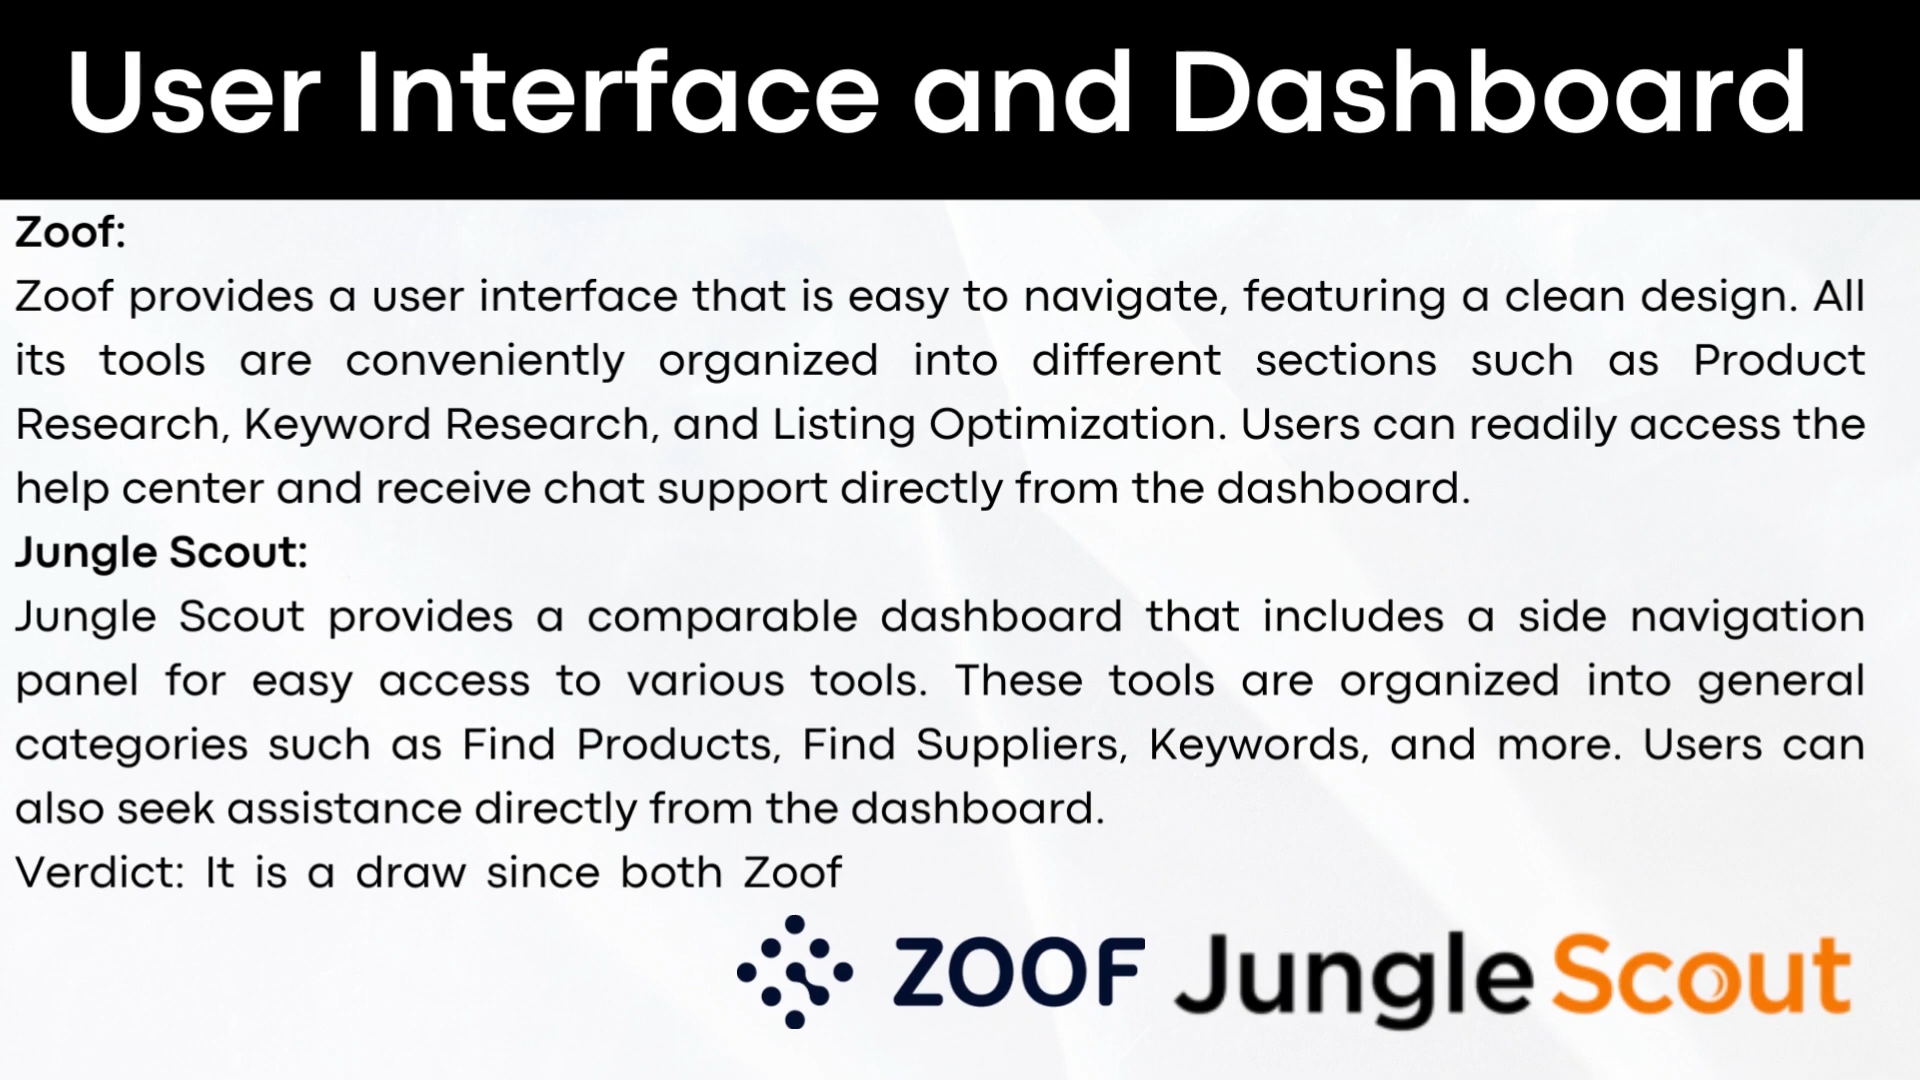 User Interface and Dashboard
Zoof:
Zoof provides a user interface that is easy to navigate, featuring a clean design. All
its tools are conveniently organized into different sections such as Product
Research, Keyword Research, and Listing Optimization. Users can readily access the
help center and receive chat support directly from the dashboard.
Jungle Scout:
Jungle Scout provides a comparable dashboard that includes a side navigation
panel for easy access to various tools. These tools are organized into general
categories such as Find Products, Find Suppliers, Keywords, and more. Users can
also seek assistance directly from the dashboard.
Verdict: It is a draw since both Zoof
ZOOF Jungle Scout